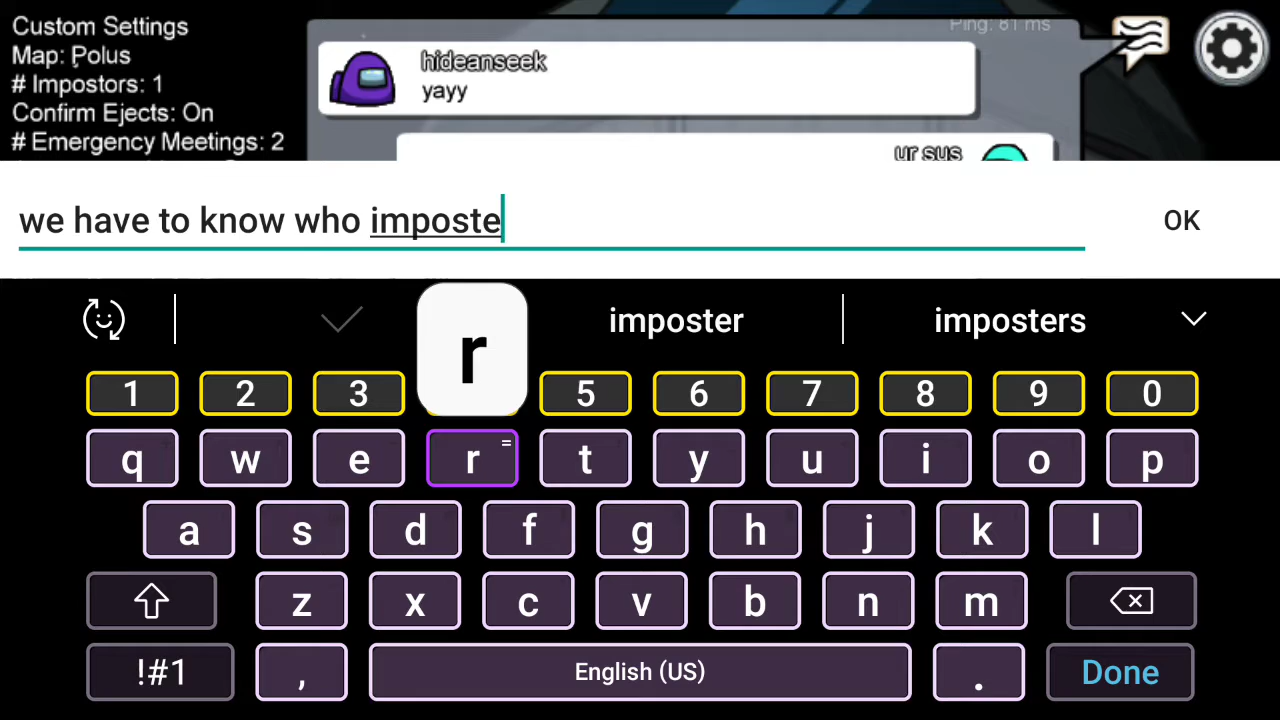 Custom Settings
Map: Polus
# Impostors: 1
Confirm Ejects: On
# Emergency Meetings: 2
Ping: 81 ms
hideanseek
yayy
ur sus
we have to know who imposte
OK
r
imposter
imposters
1 2 3 5 6 7 8 9 0
q w e r = t y u i o p
a s d f g h j k l
z x c v b n m
!#1 , English (US) . Done